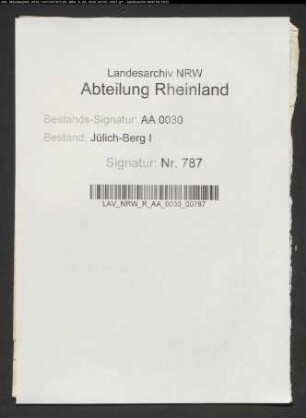 Landesarchiv NRW
Abteilung Rheinland
Bestands-Signatur: AA 0030
Bestand: Jülich-Berg I
Signatur: Nr. 787
LAV_NRW_R_AA_0030_00787